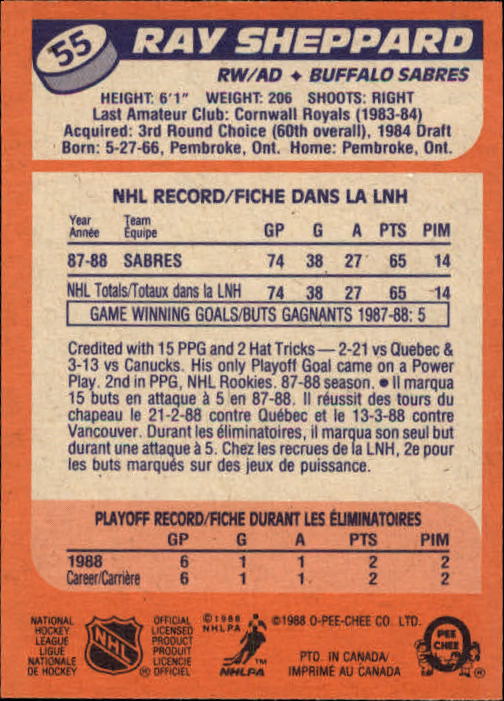 55
RAY SHEPPARD
RW/AD ✦ BUFFALO SABRES
HEIGHT: 6'1" WEIGHT: 206 SHOOTS: RIGHT
Last Amateur Club: Cornwall Royals (1983-84)
Acquired: 3rd Round Choice (60th overall), 1984 Draft
Born: 5-27-66, Pembroke, Ont. Home: Pembroke, Ont.
NHL RECORD/FICHE DANS LA LNH
Year Team
Année Équipe GP G A PTS PIM
87-88 SABRES 74 38 27 65 14
NHL Totals/Totaux dans la LNH 74 38 27 65 14
GAME WINNING GOALS/BUTS GAGNANTS 1987-88: 5
Credited with 15 PPG and 2 Hat Tricks — 2-21 vs Quebec &
3-13 vs Canucks. His only Playoff Goal came on a Power
Play. 2nd in PPG, NHL Rookies. 87-88 season. ● Il marqua
15 buts en attaque à 5 en 87-88. Il réussit des tours du
chapeau le 21-2-88 contre Québec et le 13-3-88 contre
Vancouver. Durant les éliminatoires, il marqua son seul but
durant une attaque à 5. Chez les recrues de la LNH, 2e pour
les buts marqués sur des jeux de puissance.
PLAYOFF RECORD/FICHE DURANT LES ÉLIMINATOIRES
GP G A PTS PIM
1988 6 1 1 2 2
Career/Carrière 6 1 1 2 2
NATIONAL
HOCKEY
LEAGUE
LIGUE
NATIONALE
DE HOCKEY
NHL
®
OFFICIAL
LICENSED
PRODUCT
PRODUIT
LICENCIE
OFFICIEL
©1988
NHLPA
™
NHLPA
©1988 O-PEE-CHEE CO. LTD.
PTD. IN CANADA/
IMPRIMÉ AU CANADA
PEE
CHEE
®